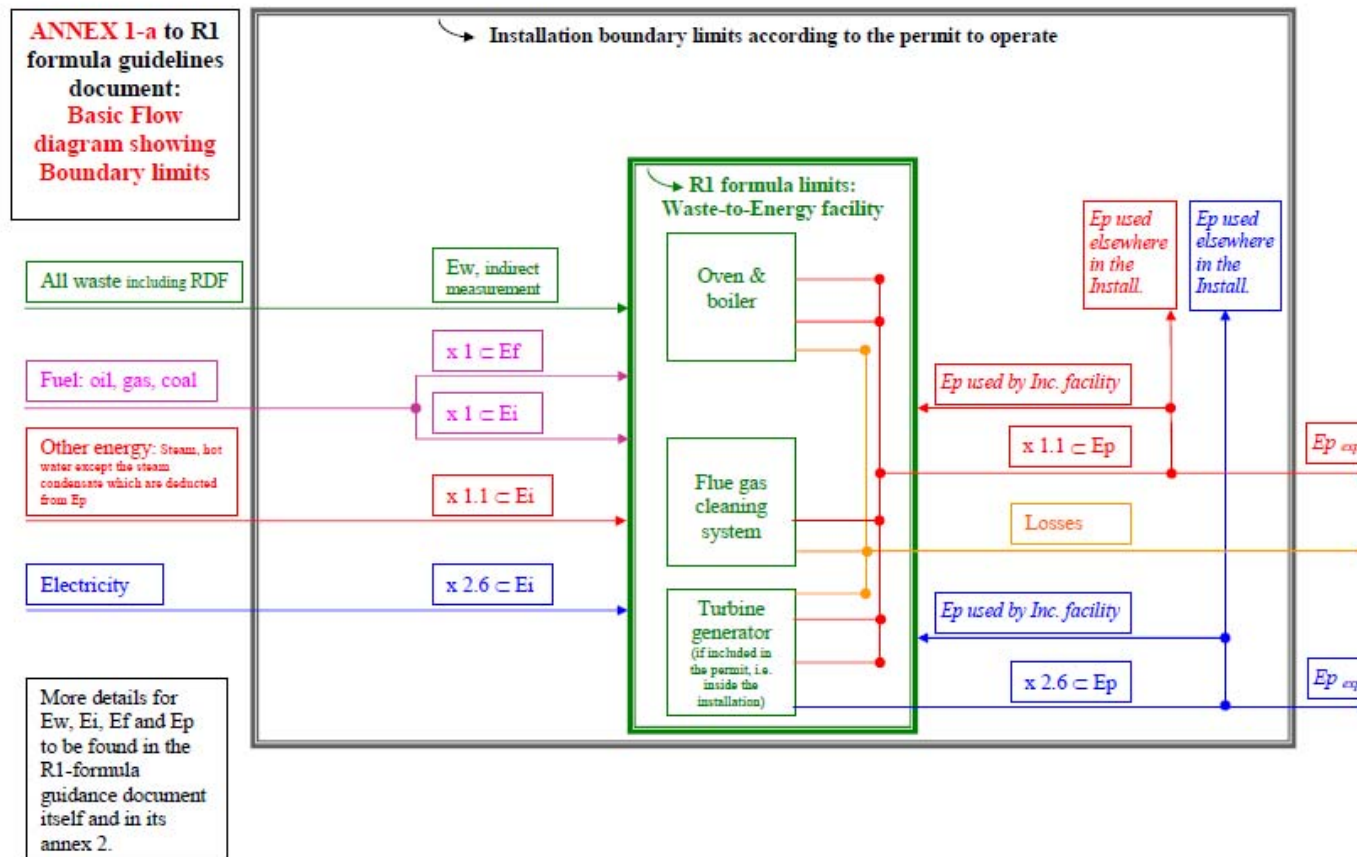 ANNEX 1-a to R1
formula guidelines
document:
Basic Flow
diagram showing
Boundary limits
Installation boundary limits according to the permit to operate
R1 formula limits:
Waste-to-Energy facility
All waste including RDF
Ew, indirect
measurement
Fuel: oil, gas, coal
x 1 ⊂ Ef
x 1 ⊂ Ei
Other energy: Steam, hot
water except the steam
condensate which are deducted
from Ep
x 1.1 ⊂ Ei
Electricity
x 2.6 ⊂ Ei
Oven &
boiler
Flue gas
cleaning
system
Turbine
generator
(if included in
the permit, i.e.
inside the
installation)
Ep used
elsewhere
in the
Install.
Ep used
elsewhere
in the
Install.
Ep used by Inc. facility
x 1.1 ⊂ Ep
Ep
Losses
Ep used by Inc. facility
x 2.6 ⊂ Ep
Ep
More details for
Ew, Ei, Ef and Ep
to be found in the
R1-formula
guidance document
itself and in its
annex 2.